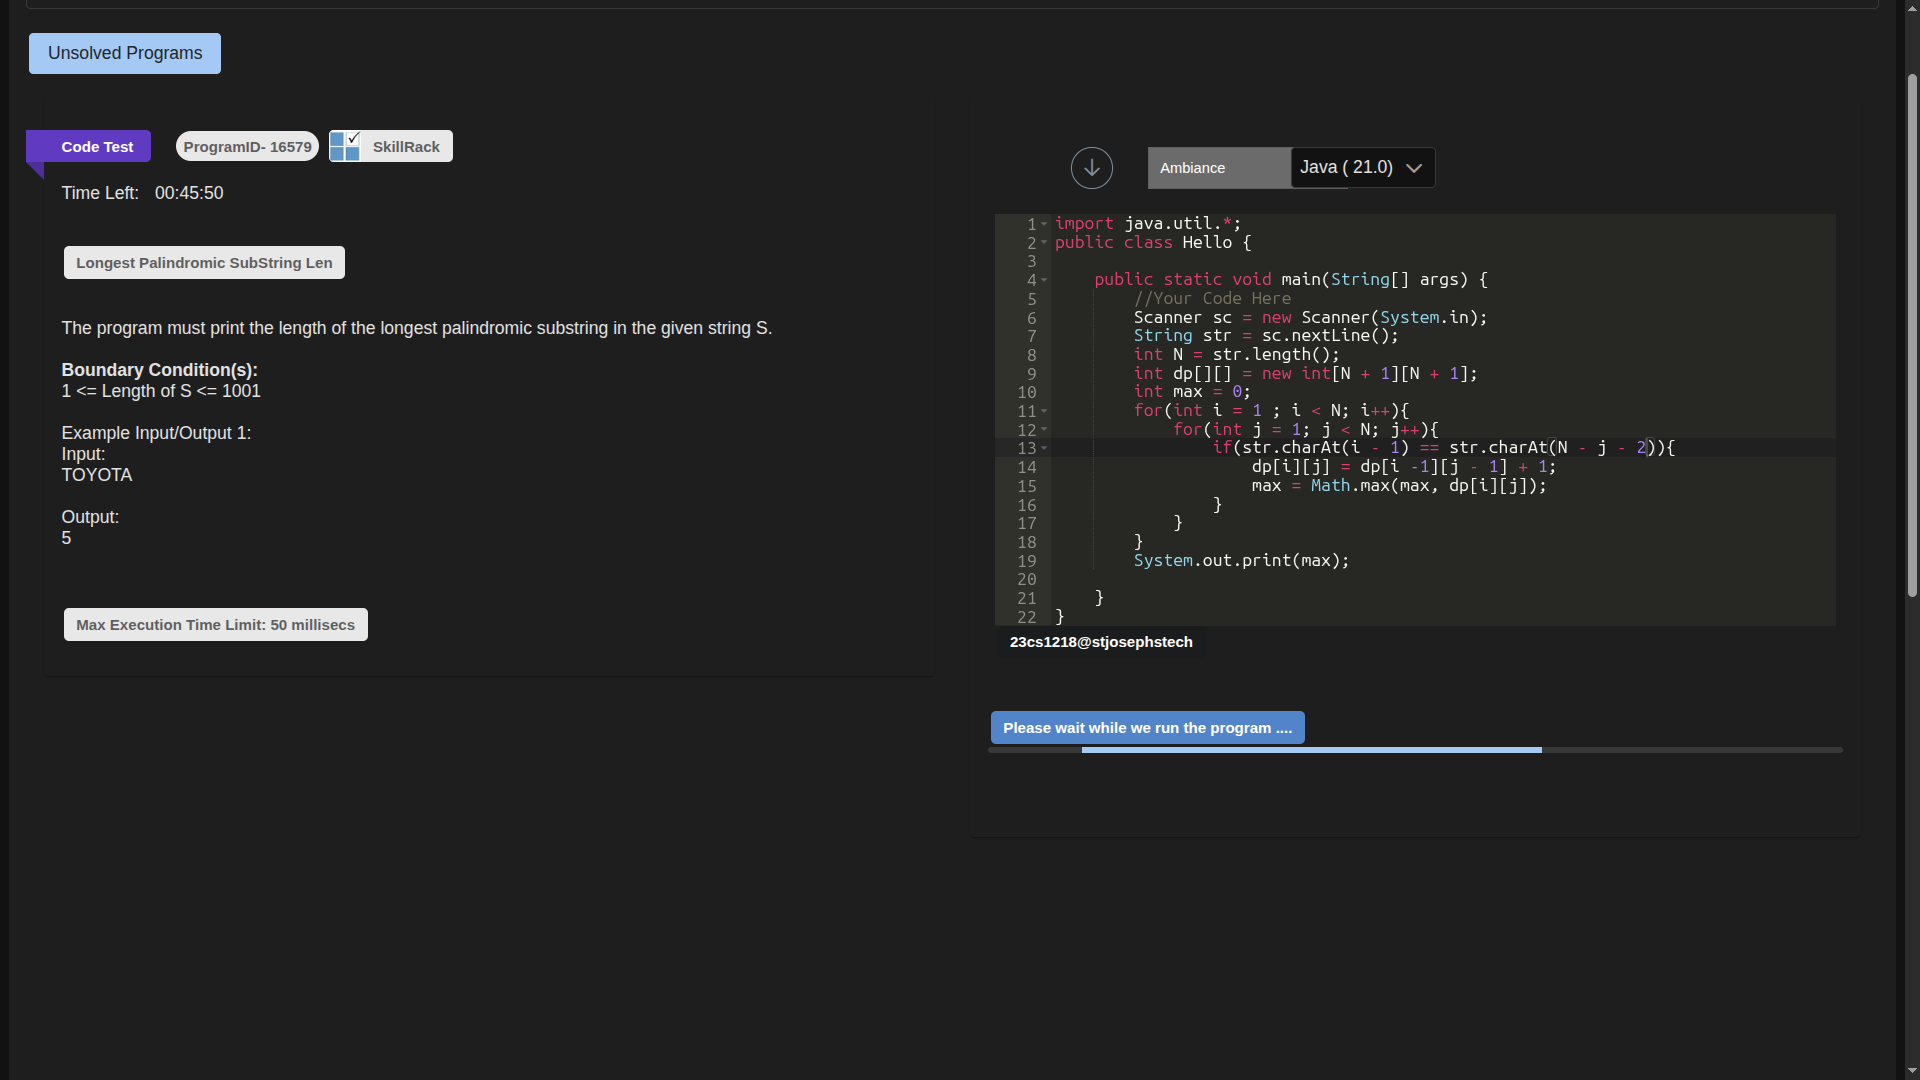 Unsolved Programs
Code Test
ProgramID- 16579
SkillRack
Time Left: 00:45:50
Longest Palindromic SubString Len
The program must print the length of the longest palindromic substring in the given string S.
Boundary Condition(s):
1 <= Length of S <= 1001
Example Input/Output 1:
Input:
TOYOTA
Output:
5
Max Execution Time Limit: 50 millisecs
Ambiance
Java ( 21.0)
1 import java.util.*;
2 public class Hello {
3
4     public static void main(String[] args) {
5         //Your Code Here
6         Scanner sc = new Scanner(System.in);
7         String str = sc.nextLine();
8         int N = str.length();
9         int dp[][] = new int[N + 1][N + 1];
10         int max = 0;
11         for(int i = 1 ; i < N; i++){
12             for(int j = 1; j < N; j++){
13                 if(str.charAt(i - 1) == str.charAt(N - j - 2)){
14                     dp[i][j] = dp[i -1][j - 1] + 1;
15                     max = Math.max(max, dp[i][j]);
16                 }
17             }
18         }
19         System.out.print(max);
20
21     }
22 }
23cs1218@stjosephstech
Please wait while we run the program ....